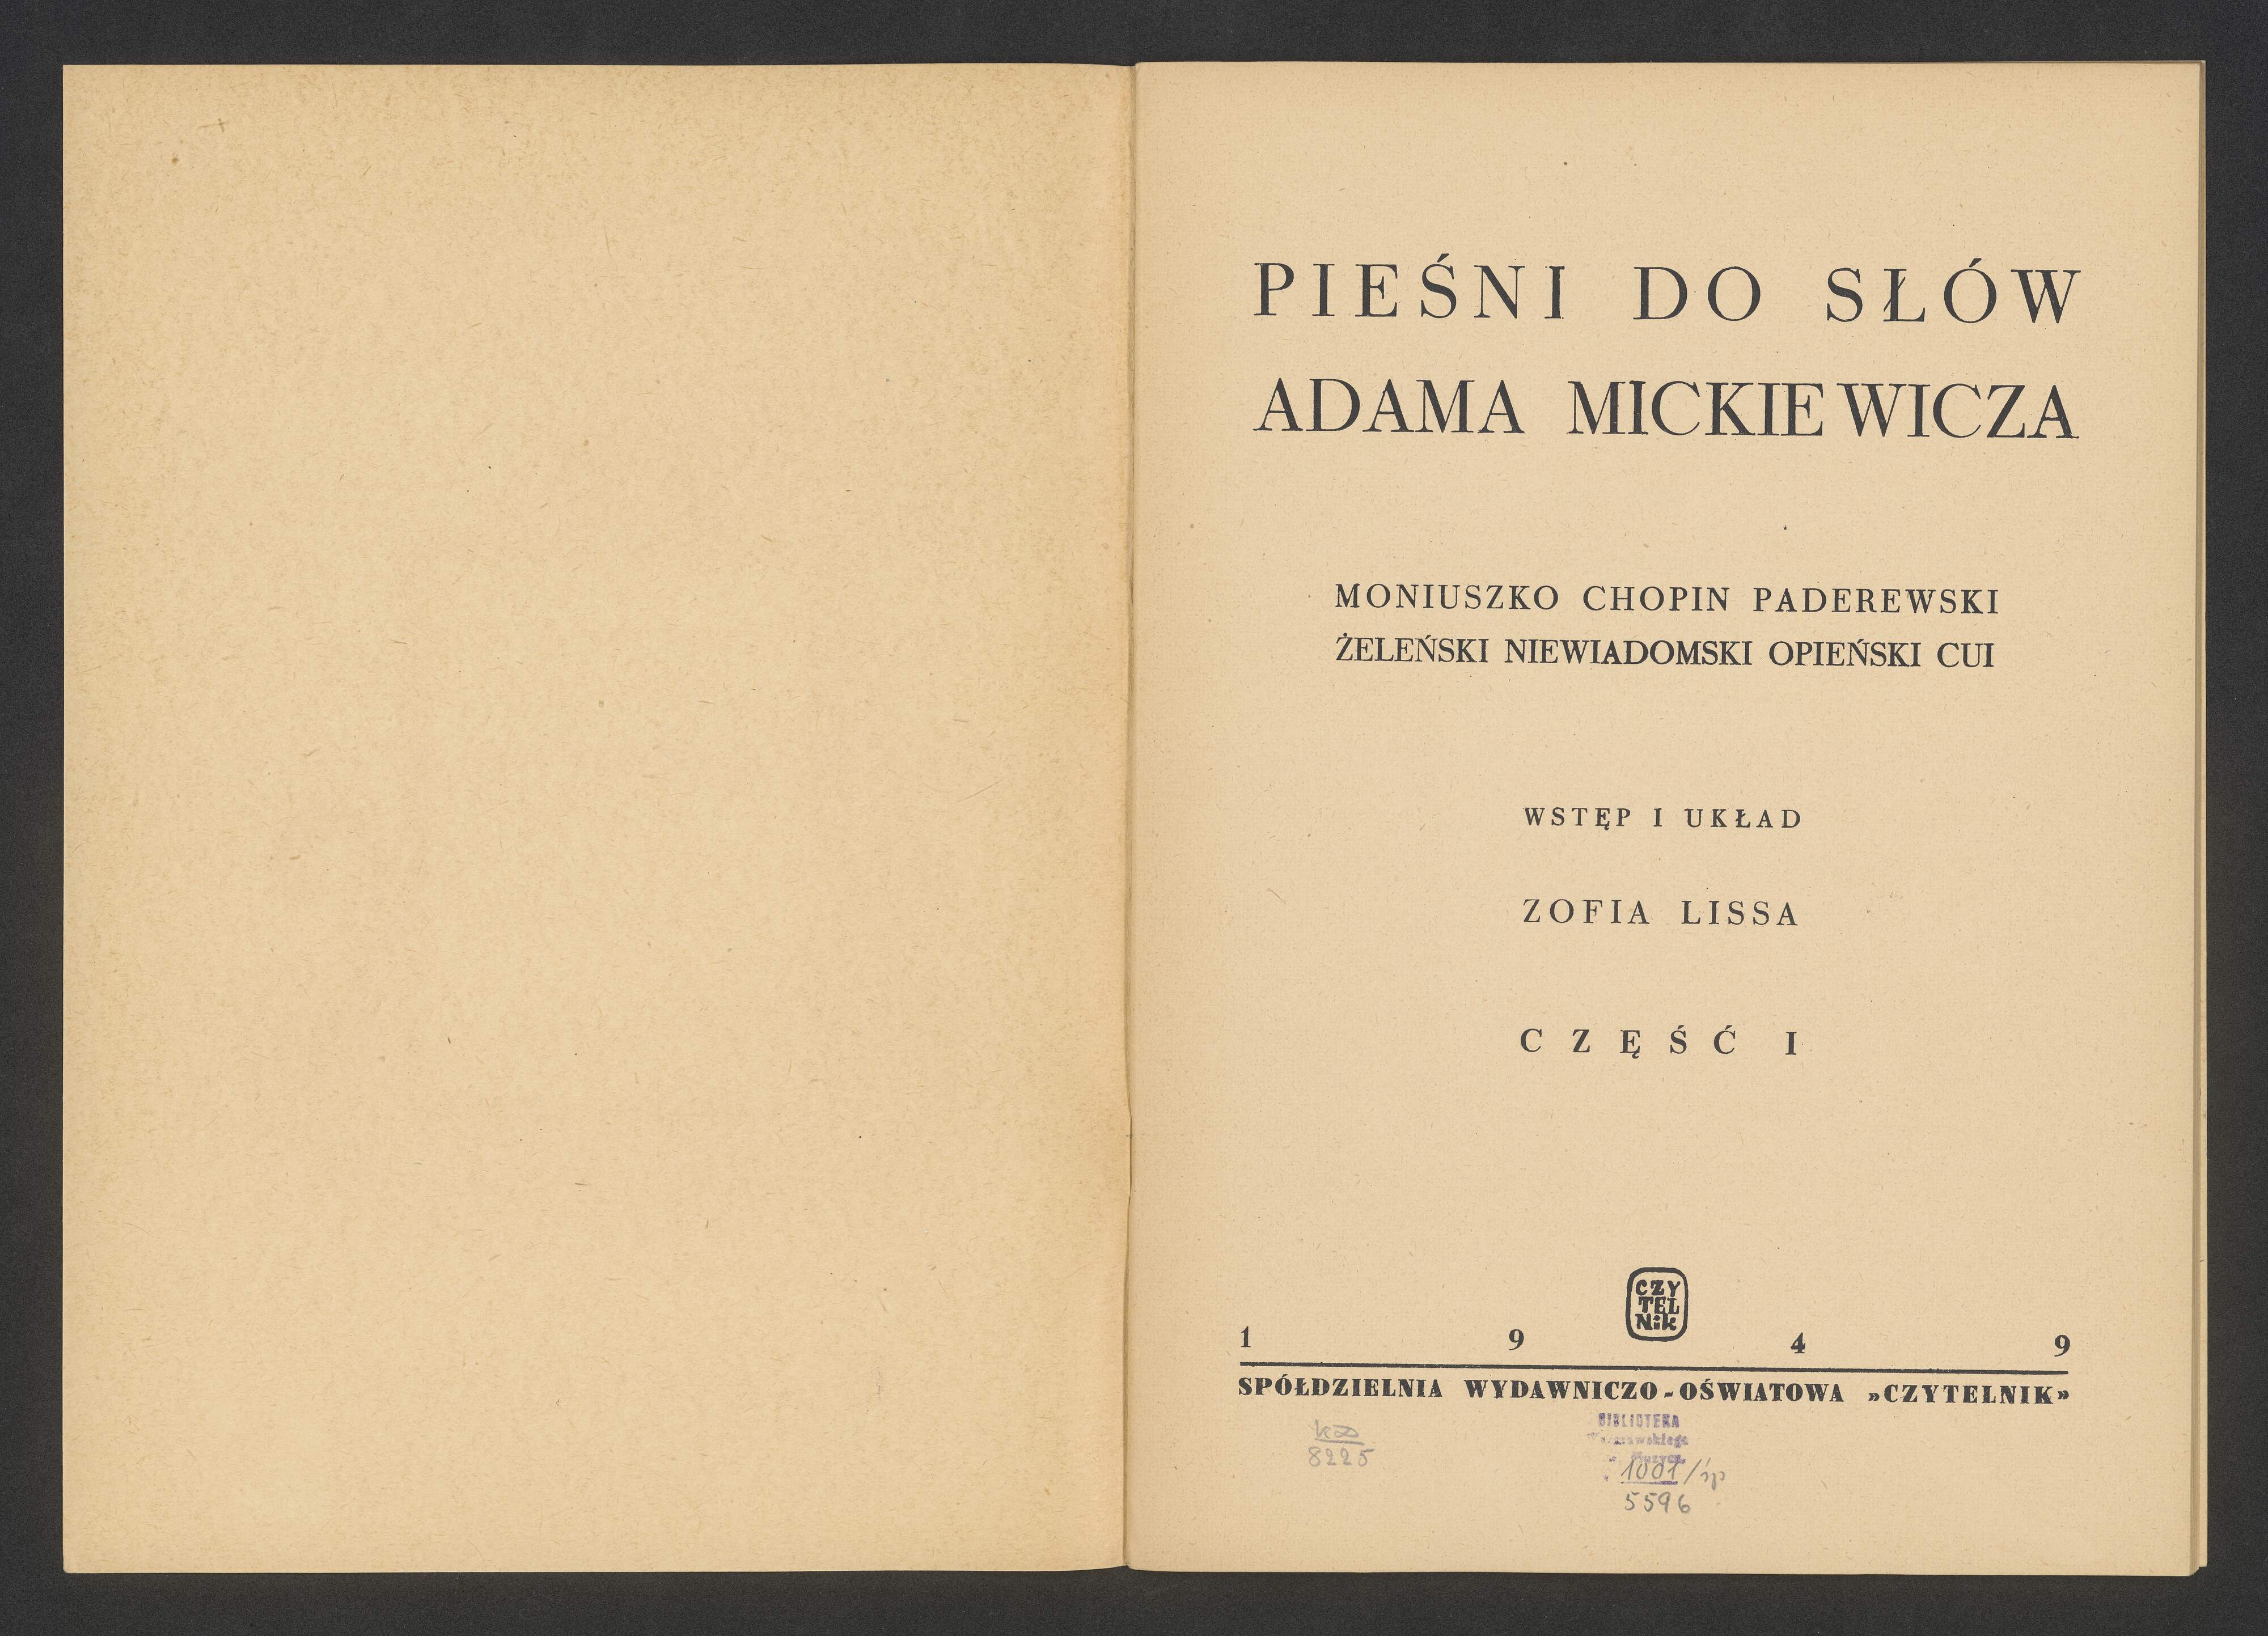 PIEŚNI DO SŁÓW
ADAMA MICKIEWICZA
MONIUSZKO CHOPIN PADEREWSKI
ŻELEŃSKI NIEWIADOMSKI OPIEŃSKI CUI
WSTĘP I UKŁAD
ZOFIA LISSA
CZĘŚĆ I
CZY
TEL
Nik
1 9 4 9
SPÓŁDZIELNIA WYDAWNICZO-OŚWIATOWA »CZYTELNIK»
BIBLIOTEKA
8225
1001
5596